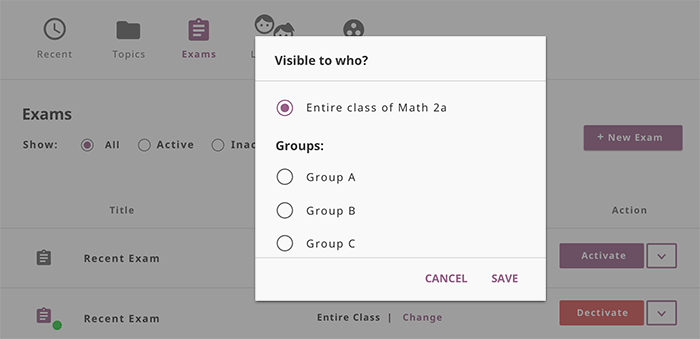 Recent
Topics
Exams
L
Visible to who?
Entire class of Math 2a
Groups:
Group A
Group B
Group C
CANCEL SAVE
Exams
Show: All Active Inac
+ New Exam
Title Action
Recent Exam Activate
Recent Exam Entire Class | Change Dectivate